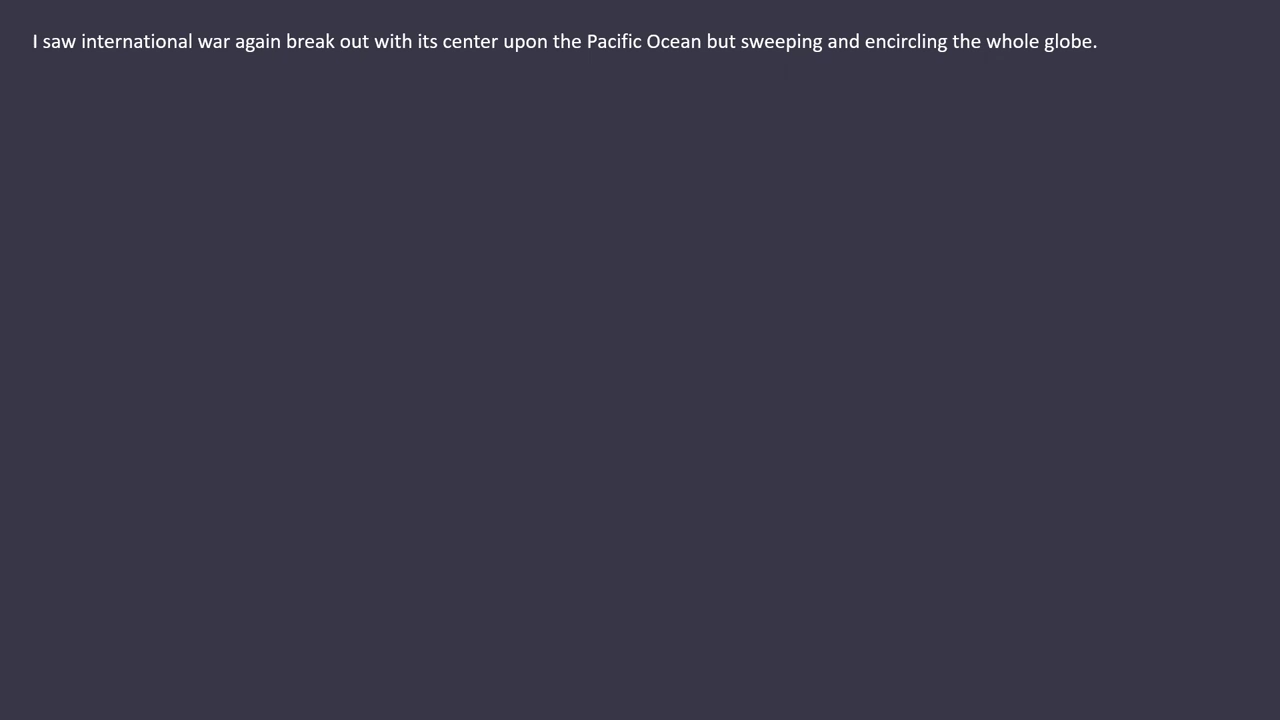 I saw international war again break out with its center upon the Pacific Ocean but sweeping and encircling the whole globe.